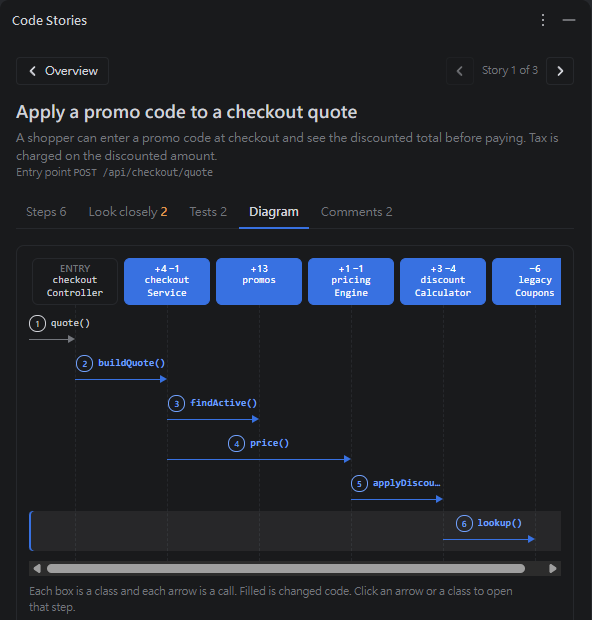 Code Stories
Overview
Story 1 of 3
Apply a promo code to a checkout quote
A shopper can enter a promo code at checkout and see the discounted total before paying. Tax is
charged on the discounted amount.
Entry point POST /api/checkout/quote
Steps 6 Look closely 2 Tests 2 Diagram Comments 2
ENTRY
checkout
Controller
+4 −1
checkout
Service
+13
promos
+1 −1
pricing
Engine
+3 −4
discount
Calculator
−6
legacy
Coupons
1 quote()
2 buildQuote()
3 findActive()
4 price()
5 applyDiscou…
6 lookup()
Each box is a class and each arrow is a call. Filled is changed code. Click an arrow or a class to open
that step.